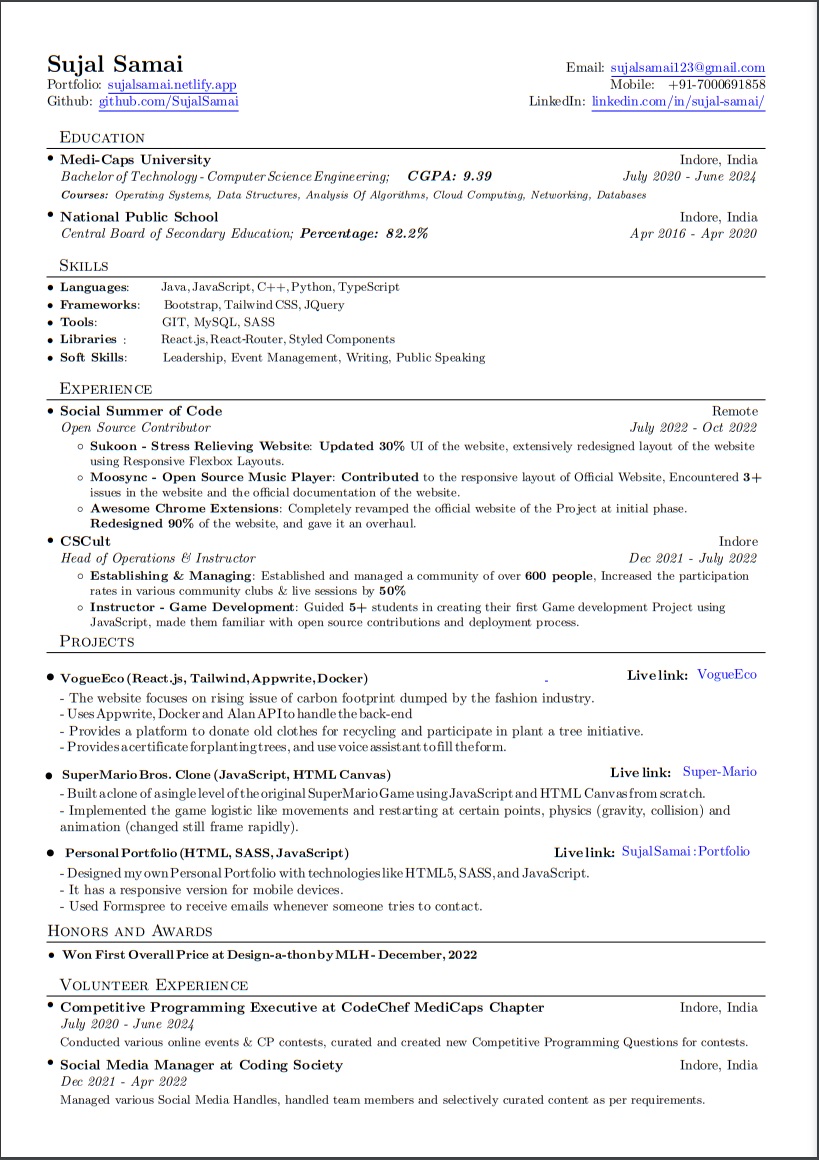 Sujal Samai
Email: sujalsamai123@gmail.com
Portfolio: sujalsamai.netlify.app
Mobile: +91-7000691858
Github: github.com/SujalSamai
LinkedIn: linkedin.com/in/sujal-samai/
Education
• Medi-Caps University Indore, India
Bachelor of Technology - Computer Science Engineering; CGPA: 9.39 July 2020 - June 2024
Courses: Operating Systems, Data Structures, Analysis Of Algorithms, Cloud Computing, Networking, Databases
• National Public School Indore, India
Central Board of Secondary Education; Percentage: 82.2% Apr 2016 - Apr 2020
Skills
• Languages: Java, JavaScript, C++, Python, TypeScript
• Frameworks: Bootstrap, Tailwind CSS, JQuery
• Tools: GIT, MySQL, SASS
• Libraries : React.js, React-Router, Styled Components
• Soft Skills: Leadership, Event Management, Writing, Public Speaking
Experience
• Social Summer of Code Remote
Open Source Contributor July 2022 - Oct 2022
○ Sukoon - Stress Relieving Website: Updated 30% UI of the website, extensively redesigned layout of the website
using Responsive Flexbox Layouts.
○ Moosync - Open Source Music Player: Contributed to the responsive layout of Official Website, Encountered 3+
issues in the website and the official documentation of the website.
○ Awesome Chrome Extensions: Completely revamped the official website of the Project at initial phase.
Redesigned 90% of the website, and gave it an overhaul.
• CSCult Indore
Head of Operations & Instructor Dec 2021 - July 2022
○ Establishing & Managing: Established and managed a community of over 600 people, Increased the participation
rates in various community clubs & live sessions by 50%
○ Instructor - Game Development: Guided 5+ students in creating their first Game development Project using
JavaScript, made them familiar with open source contributions and deployment process.
Projects
• VogueEco (React.js, Tailwind, Appwrite, Docker) - Live link: VogueEco
- The website focuses on rising issue of carbon footprint dumped by the fashion industry.
- Uses Appwrite, Docker and Alan API to handle the back-end
- Provides a platform to donate old clothes for recycling and participate in plant a tree initiative.
- Provides a certificate for planting trees, and use voice assistant to fill the form.
• SuperMario Bros. Clone (JavaScript, HTML Canvas) Live link: Super-Mario
- Built a clone of a single level of the original SuperMario Game using JavaScript and HTML Canvas from scratch.
- Implemented the game logistic like movements and restarting at certain points, physics (gravity, collision) and
animation (changed still frame rapidly).
• Personal Portfolio (HTML, SASS, JavaScript) Live link: SujalSamai : Portfolio
- Designed my own Personal Portfolio with technologies like HTML5, SASS, and JavaScript.
- It has a responsive version for mobile devices.
- Used Formspree to receive emails whenever someone tries to contact.
Honors and Awards
• Won First Overall Price at Design-a-thon by MLH - December, 2022
Volunteer Experience
• Competitive Programming Executive at CodeChef MediCaps Chapter Indore, India
July 2020 - June 2024
Conducted various online events & CP contests, curated and created new Competitive Programming Questions for contests.
• Social Media Manager at Coding Society Indore, India
Dec 2021 - Apr 2022
Managed various Social Media Handles, handled team members and selectively curated content as per requirements.